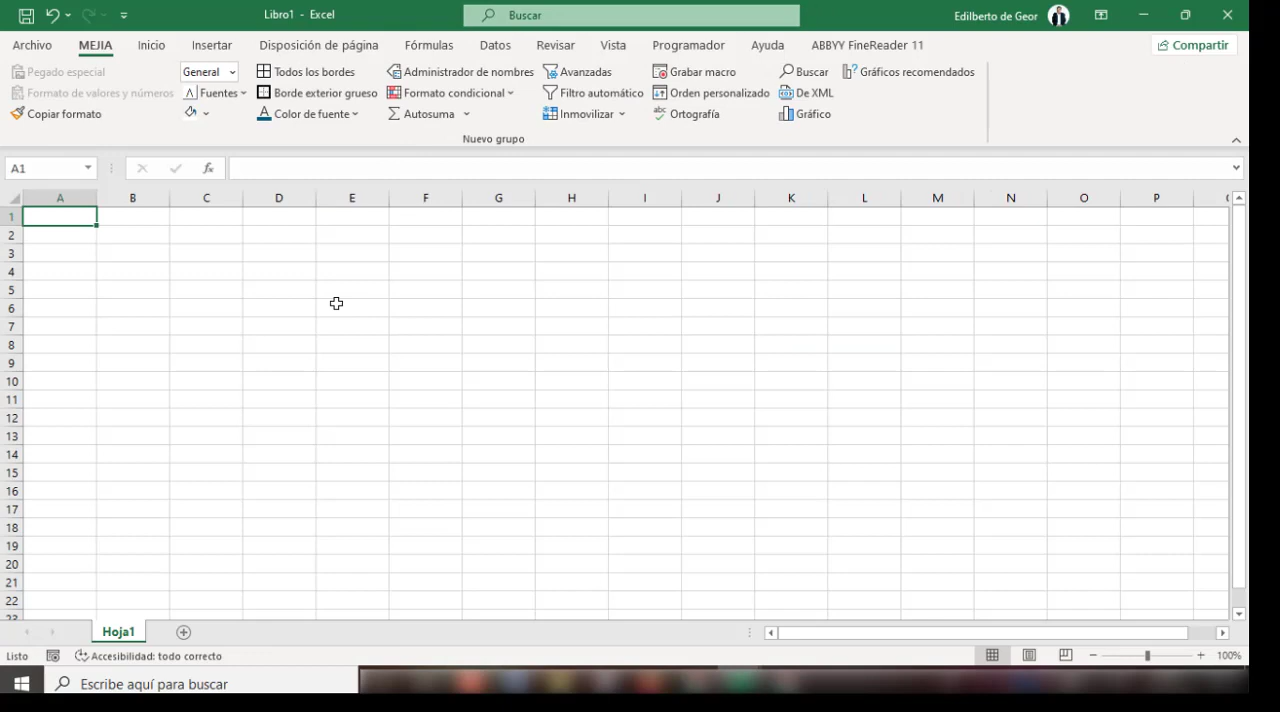 Libro1 - Excel
Buscar
Edilberto de Geor
Archivo MEJIA Inicio Insertar Disposición de página Fórmulas Datos Revisar Vista Programador Ayuda ABBYY FineReader 11 Compartir
Pegado especial General Todos los bordes Administrador de nombres Avanzadas Grabar macro Buscar Gráficos recomendados
Formato de valores y números Fuentes Borde exterior grueso Formato condicional Filtro automático Orden personalizado De XML
Copiar formato Color de fuente Autosuma Inmovilizar Ortografía Gráfico
Nuevo grupo
A1 fx
A B C D E F G H I J K L M N O P
1
2
3
4
5
6
7
8
9
10
11
12
13
14
15
16
17
18
19
20
21
22
23
Hoja1
Listo Accesibilidad: todo correcto 100%
Escribe aquí para buscar